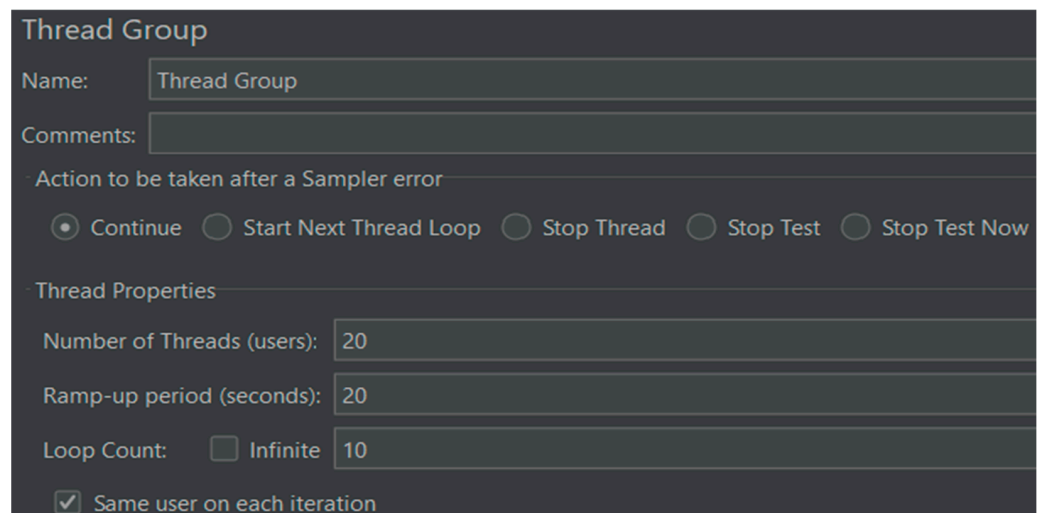 Thread Group
Name: Thread Group
Comments:
Action to be taken after a Sampler error
Continue Start Next Thread Loop Stop Thread Stop Test Stop Test Now
Thread Properties
Number of Threads (users): 20
Ramp-up period (seconds): 20
Loop Count: Infinite 10
Same user on each iteration